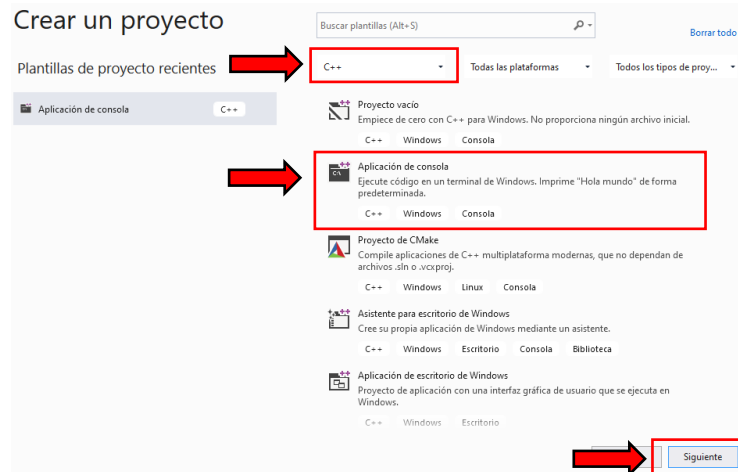 Crear un proyecto
Buscar plantillas (Alt+S)
Borrar todo
Plantillas de proyecto recientes
C++
Todas las plataformas
Todos los tipos de proy...
Aplicación de consola
C++
Proyecto vacío
Empiece de cero con C++ para Windows. No proporciona ningún archivo inicial.
C++ Windows Consola
Aplicación de consola
Ejecute código en un terminal de Windows. Imprime "Hola mundo" de forma
predeterminada.
C++ Windows Consola
Proyecto de CMake
Compile aplicaciones de C++ multiplataforma modernas, que no dependan de
archivos .sln o .vcxproj.
C++ Windows Linux Consola
Asistente para escritorio de Windows
Cree su propia aplicación de Windows mediante un asistente.
C++ Windows Escritorio Consola Biblioteca
Aplicación de escritorio de Windows
Proyecto de aplicación con una interfaz gráfica de usuario que se ejecuta en
Windows.
C++ Windows Escritorio
Siguiente